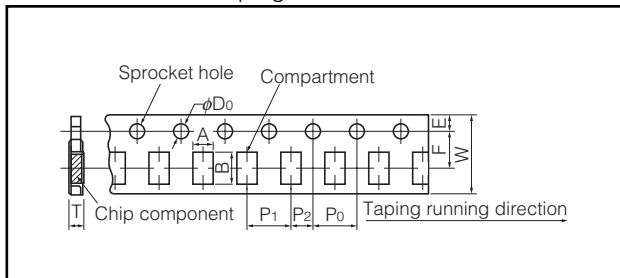 Sprocket hole
Compartment
ϕD0
A
B
E
F
W
T
Chip component
P1
P2
P0
Taping running direction